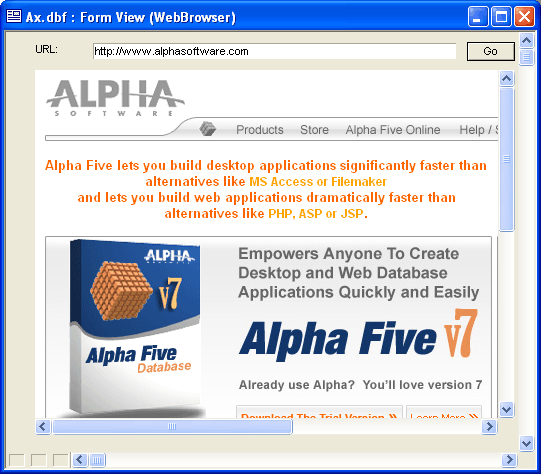 Ax.dbf : Form View (WebBrowser)
URL:
http://www.alphasoftware.com
Go
ALPHA
SOFTWARE
Products Store Alpha Five Online Help / S
Alpha Five lets you build desktop applications significantly faster than
alternatives like MS Access or Filemaker
and lets you build web applications dramatically faster than
alternatives like PHP, ASP or JSP.
ALPHA
SOFTWARE
v7
Alpha Five
Database
Empowers Anyone To Create
Desktop and Web Database
Applications Quickly and Easily
Alpha Five v7
Already use Alpha? You'll love version 7
Download The Trial Version »
Learn More »